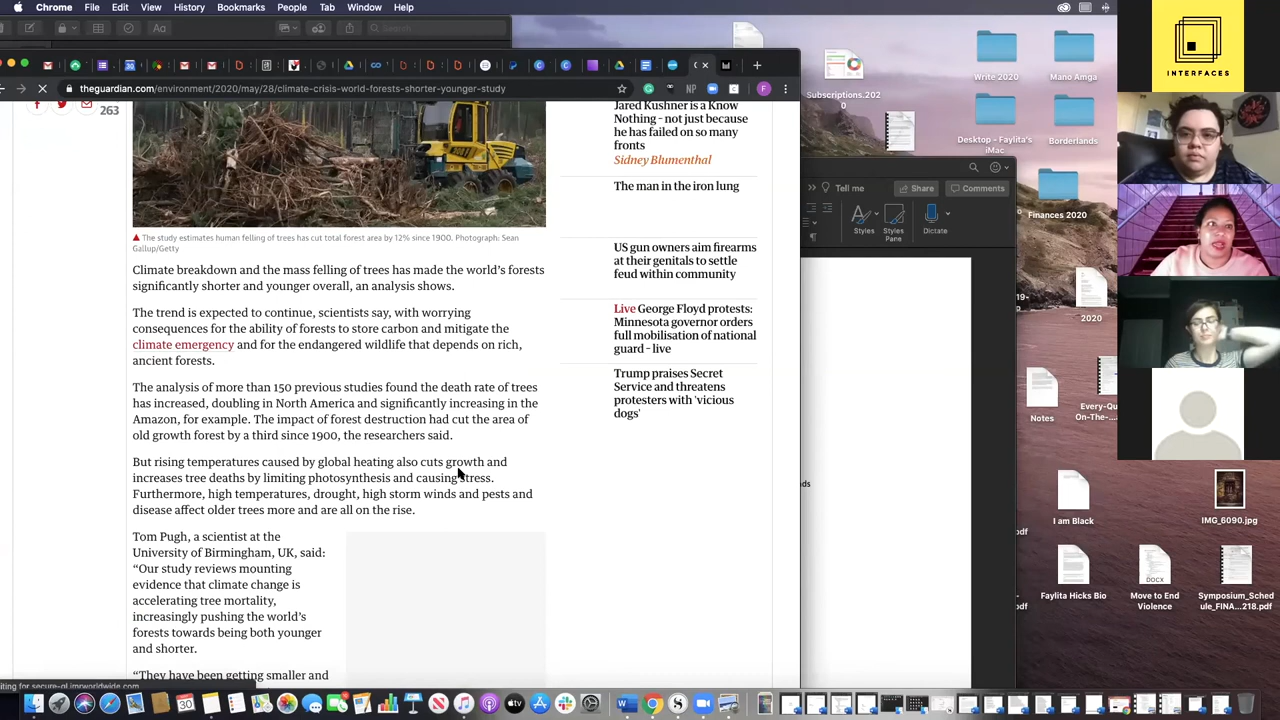 Chrome File Edit View History Bookmarks People Tab Window Help
Search
theguardian.com/environment/2020/may/28/climate-crisis-world-forests-shorter-younger-study
263
The study estimates human felling of trees has cut total forest area by 12% since 1900. Photograph: Sean
Gallup/Getty
Climate breakdown and the mass felling of trees has made the world's forests
significantly shorter and younger overall, an analysis shows.
The trend is expected to continue, scientists say, with worrying
consequences for the ability of forests to store carbon and mitigate the
climate emergency and for the endangered wildlife that depends on rich,
ancient forests.
The analysis of more than 150 previous studies found the death rate of trees
has increased, doubling in North America and significantly increasing in the
Amazon, for example. The impact of forest destruction had cut the area of
old growth forest by a third since 1900, the researchers said.
But rising temperatures caused by global heating also cuts growth and
increases tree deaths by limiting photosynthesis and causing stress.
Furthermore, high temperatures, drought, high storm winds and pests and
disease affect older trees more and are all on the rise.
Tom Pugh, a scientist at the
University of Birmingham, UK, said:
“Our study reviews mounting
evidence that climate change is
accelerating tree mortality,
increasingly pushing the world's
forests towards being both younger
and shorter.
“They have been getting smaller and
Jared Kushner is a Know
Nothing – not just because
he has failed on so many
fronts
Sidney Blumenthal
The man in the iron lung
US gun owners aim firearms
at their genitals to settle
feud within community
Live George Floyd protests:
Minnesota governor orders
full mobilisation of national
guard – live
Trump praises Secret
Service and threatens
protesters with 'vicious
dogs'
Tell me
Share
Comments
Styles
Styles
Pane
Dictate
Subscriptions.202
0
Write 2020
Mano Amga
Desktop - Faylita's
iMac
Borderlands
Finances 2020
2020
Notes
Every-Qu
On-The-....
I am Black
IMG_6090.jpg
Faylita Hicks Bio
DOCX
Move to End
Violence
Symposium_Sched
ule_FINA...218.pdf
INTERFACES